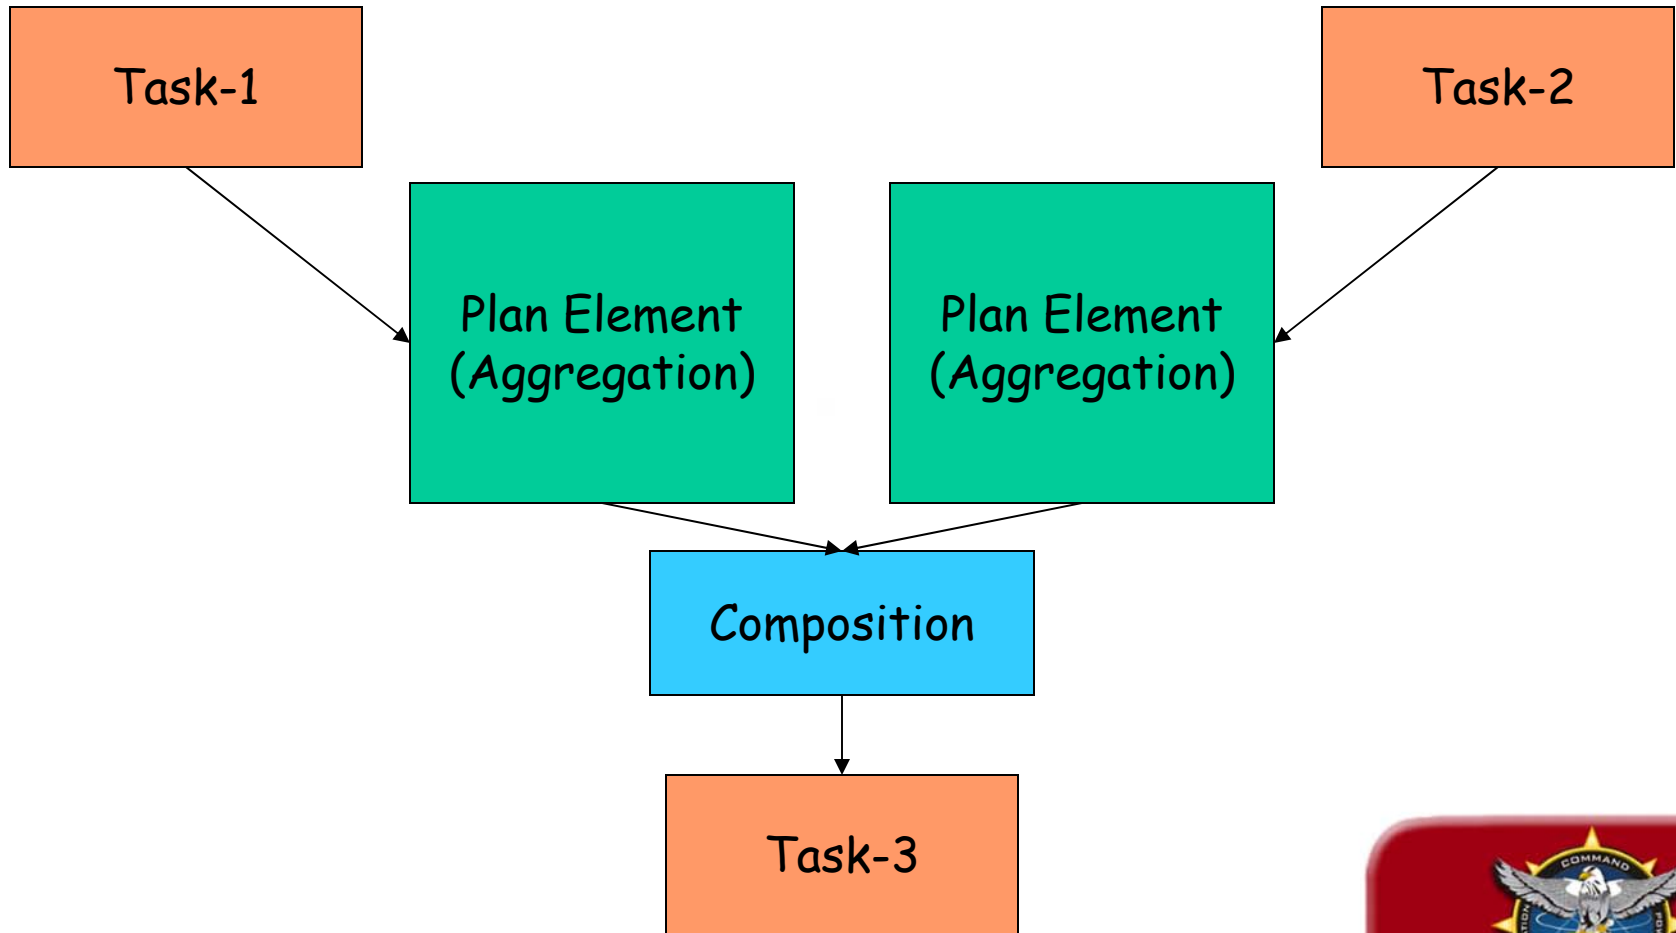 Task-1
Task-2
Plan Element
(Aggregation)
Plan Element
(Aggregation)
Composition
Task-3
COMMAND